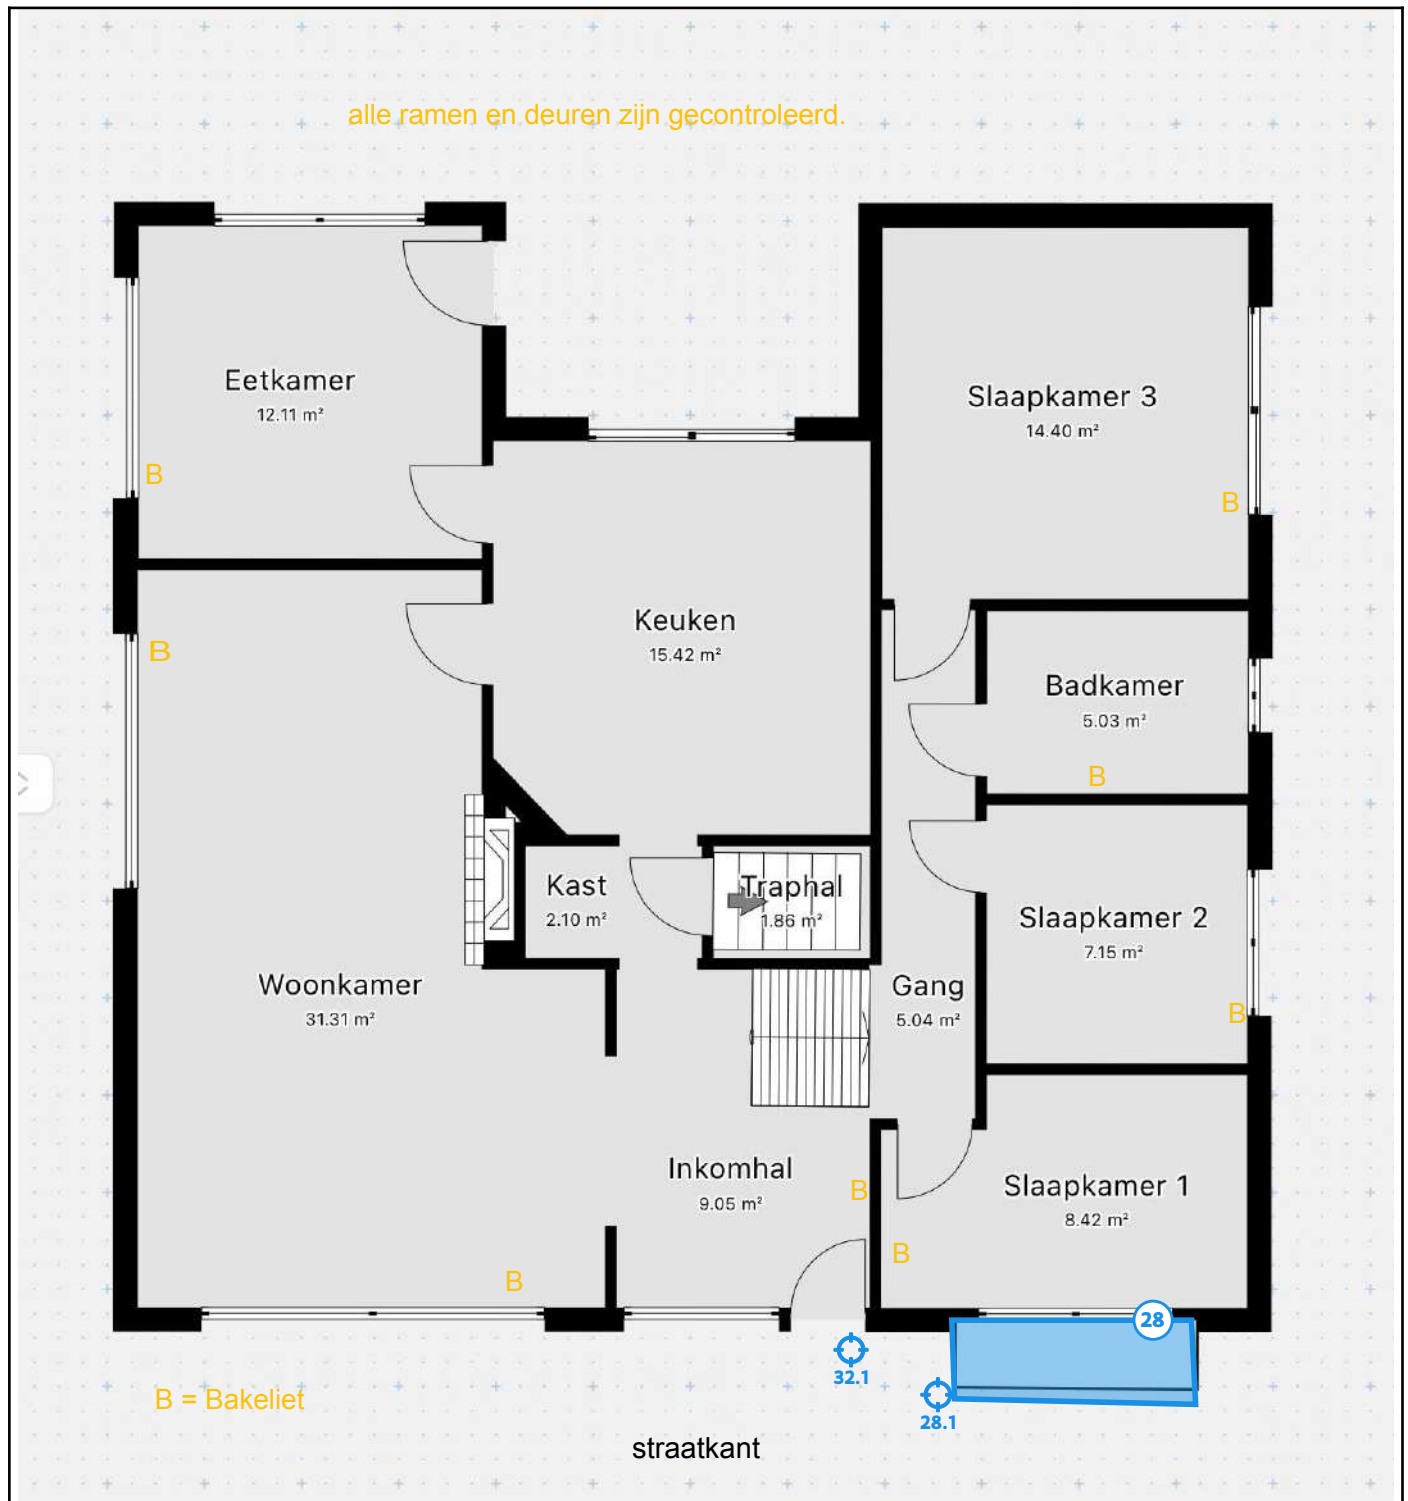 alle ramen en deuren zijn gecontroleerd.
Eetkamer
12.11 m²
B
Slaapkamer 3
14.40 m²
B
Keuken
15.42 m²
B
Badkamer
5.03 m²
B
Kast
2.10 m²
Traphal
1.86 m²
Slaapkamer 2
7.15 m²
B
Woonkamer
31.31 m²
Gang
5.04 m²
Inkomhal
9.05 m²
B
Slaapkamer 1
8.42 m²
B
B
28
32.1
28.1
B = Bakeliet
straatkant